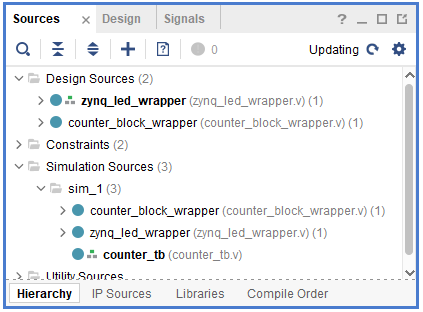 Sources × Design Signals ? _ □
0 Updating
Design Sources (2)
zynq_led_wrapper (zynq_led_wrapper.v) (1)
counter_block_wrapper (counter_block_wrapper.v) (1)
Constraints (2)
Simulation Sources (3)
sim_1 (3)
counter_block_wrapper (counter_block_wrapper.v) (1)
zynq_led_wrapper (zynq_led_wrapper.v) (1)
counter_tb (counter_tb.v)
Utility Sources
Hierarchy IP Sources Libraries Compile Order